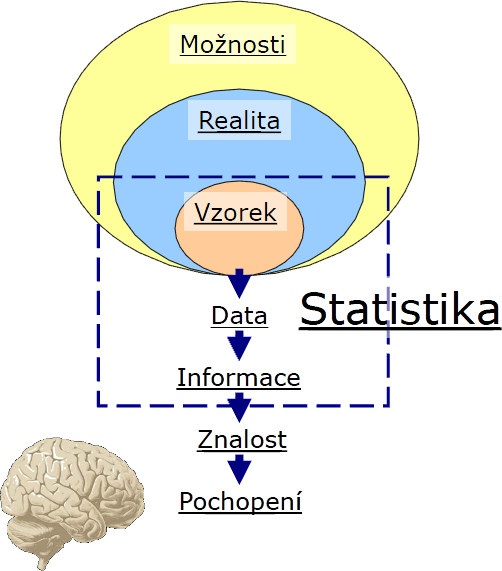 Možnosti
Realita
Vzorek
Data
Statistika
Informace
Znalost
Pochopení